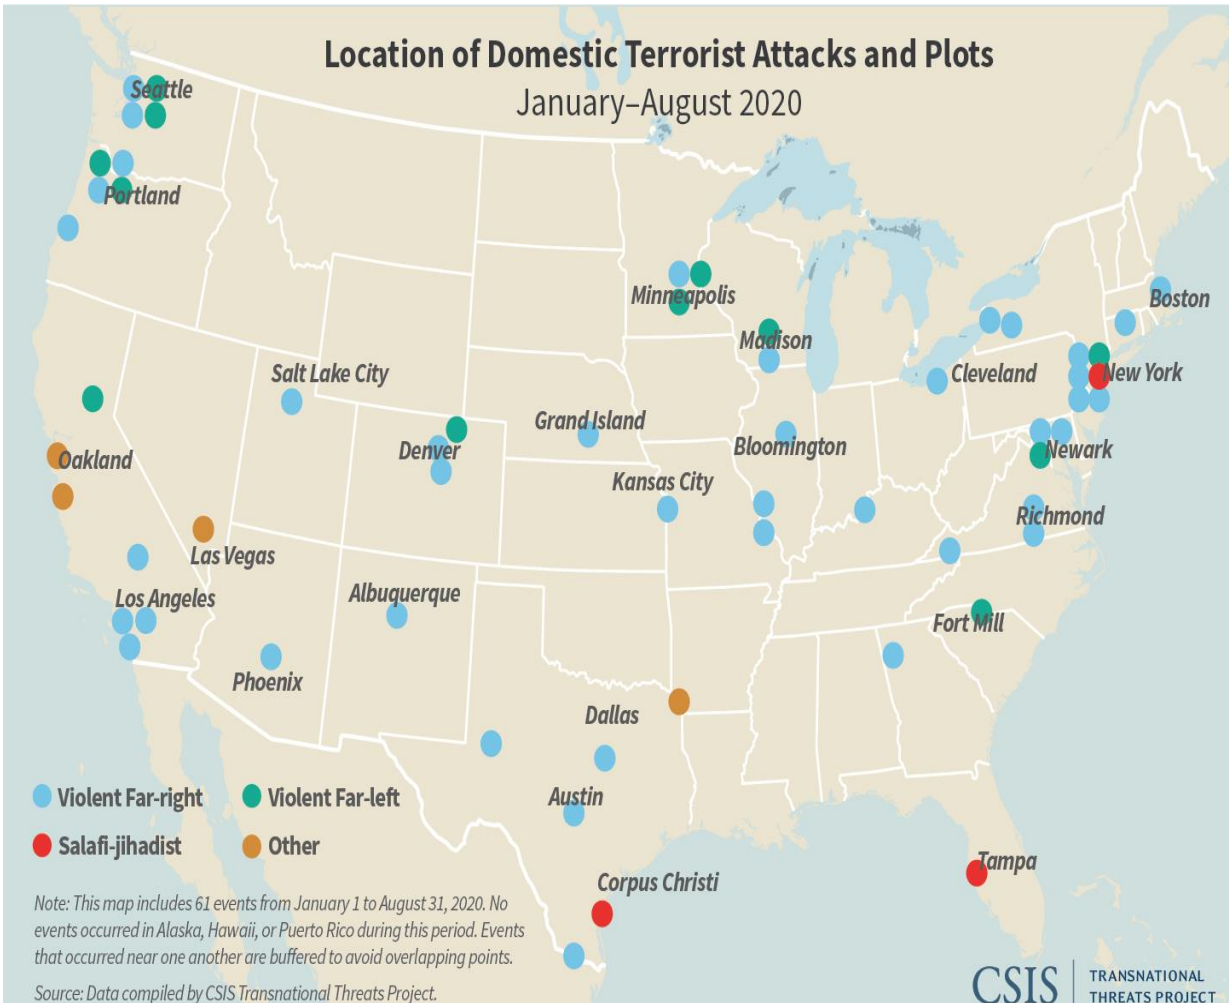 Location of Domestic Terrorist Attacks and Plots
January–August 2020
Seattle
Portland
Minneapolis
Boston
Madison
Salt Lake City
Cleveland
New York
Grand Island
Denver
Bloomington
Newark
Oakland
Kansas City
Richmond
Las Vegas
Los Angeles
Albuquerque
Fort Mill
Phoenix
Dallas
Austin
Violent Far-right
Violent Far-left
Salafi-jihadist
Other
Tampa
Corpus Christi
Note: This map includes 61 events from January 1 to August 31, 2020. No
events occurred in Alaska, Hawaii, or Puerto Rico during this period. Events
that occurred near one another are buffered to avoid overlapping points.
Source: Data compiled by CSIS Transnational Threats Project.
CSIS
TRANSNATIONAL
THREATS PROJECT